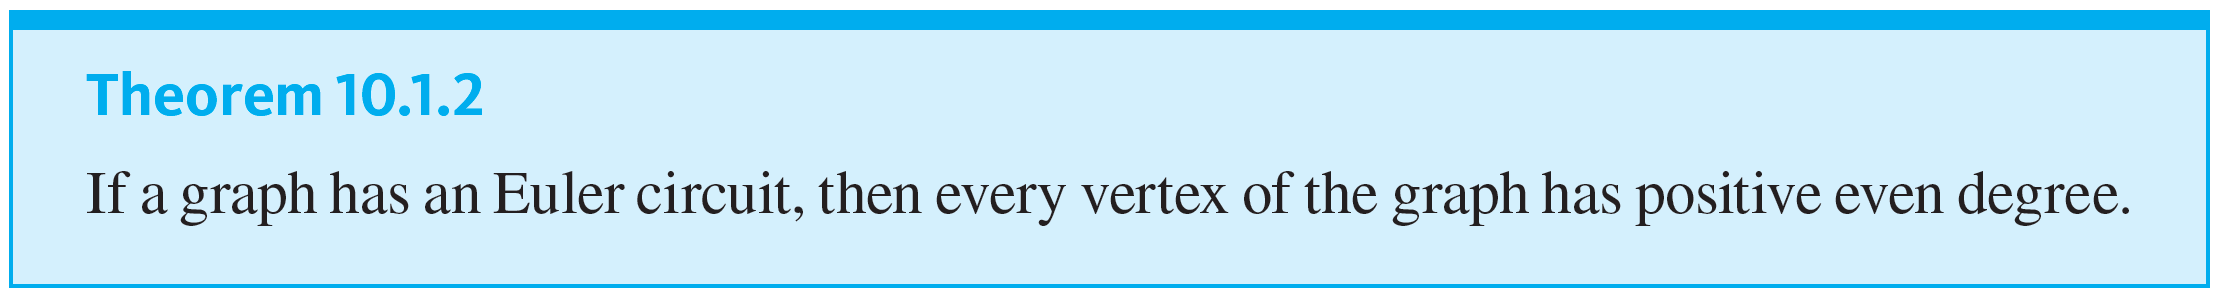 Theorem 10.1.2
If a graph has an Euler circuit, then every vertex of the graph has positive even degree.